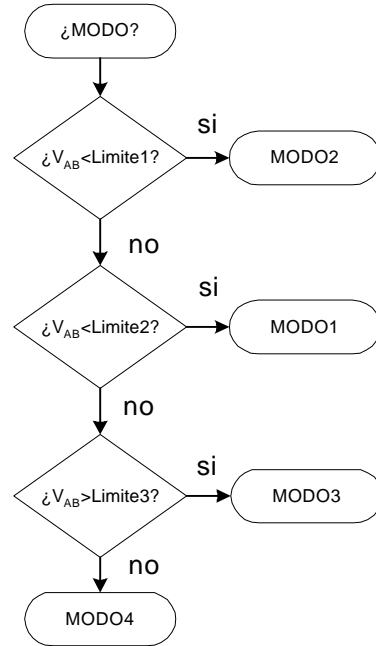 ¿MODO?
¿V_AB<Limite1?
si
MODO2
no
¿V_AB<Limite2?
si
MODO1
no
¿V_AB>Limite3?
si
MODO3
no
MODO4